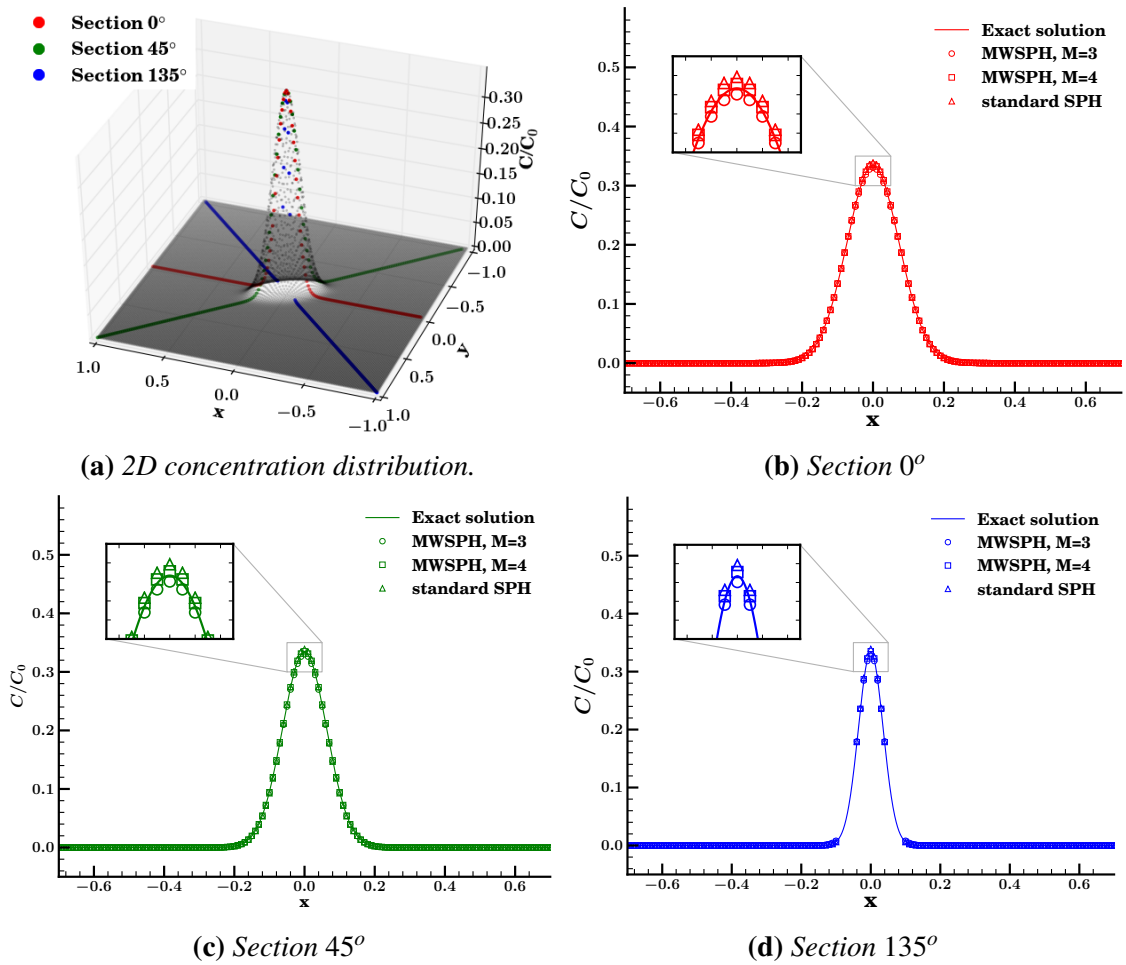 Section 0°
Section 45°
Section 135°
0.30
0.25
0.20
0.15
0.10
0.05
0.00
C/C₀
−1.0
−0.5
0.0
0.5
1.0
y
1.0
0.5
0.0
−0.5
−1.0
x
(a) 2D concentration distribution.
Exact solution
MWSPH, M=3
MWSPH, M=4
standard SPH
0.5
0.4
0.3
0.2
0.1
0.0
C/C₀
−0.6
−0.4
−0.2
0.0
0.2
0.4
0.6
x
(b) Section 0ᵒ
Exact solution
MWSPH, M=3
MWSPH, M=4
standard SPH
0.5
0.4
0.3
0.2
0.1
0.0
C/C₀
−0.6
−0.4
−0.2
0.0
0.2
0.4
0.6
x
(c) Section 45ᵒ
Exact solution
MWSPH, M=3
MWSPH, M=4
standard SPH
0.5
0.4
0.3
0.2
0.1
0.0
C/C₀
−0.6
−0.4
−0.2
0.0
0.2
0.4
0.6
x
(d) Section 135ᵒ